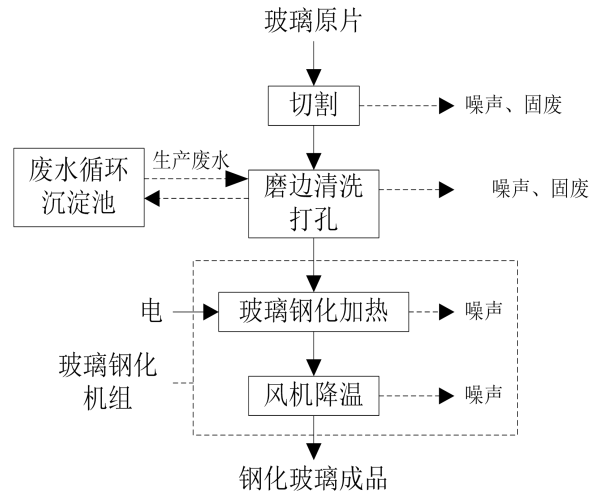 玻璃原片
切割
噪声、固废
生产废水
废水循环
沉淀池
磨边清洗
打孔
噪声、固废
电
玻璃钢化加热
噪声
玻璃钢化
机组
风机降温
噪声
钢化玻璃成品